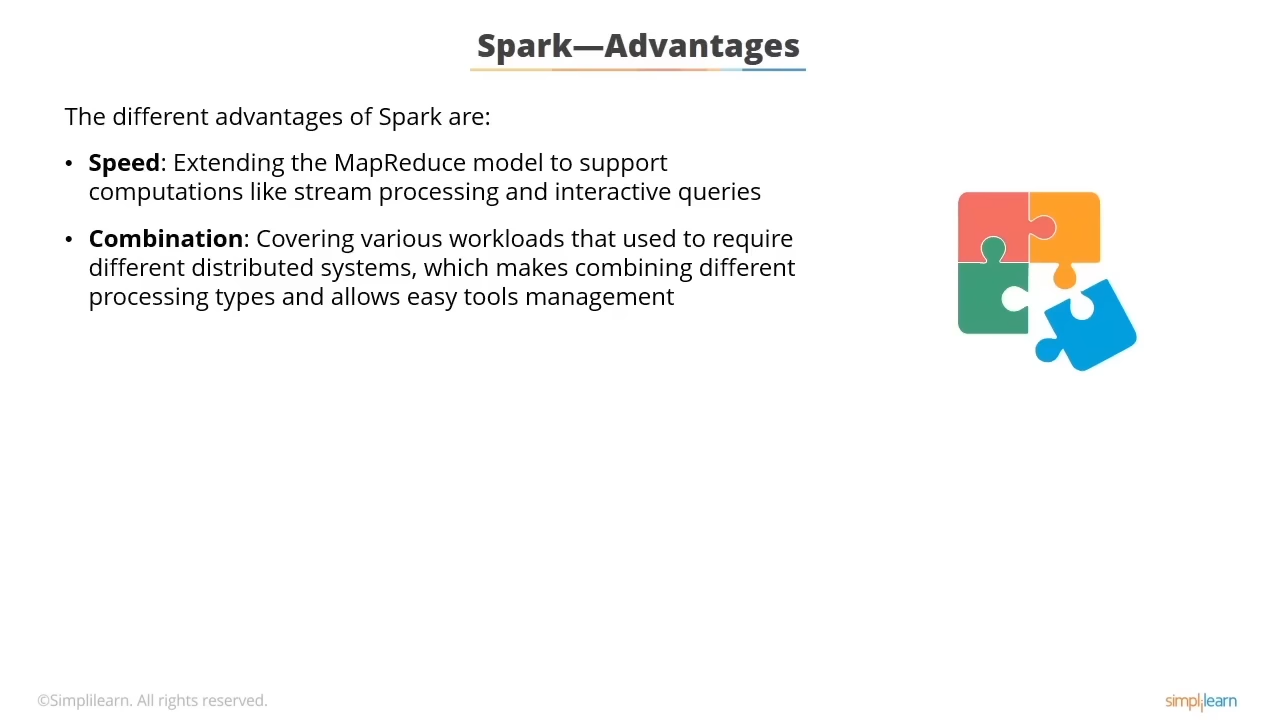 Spark—Advantages
The different advantages of Spark are:
• Speed: Extending the MapReduce model to support
computations like stream processing and interactive queries
• Combination: Covering various workloads that used to require
different distributed systems, which makes combining different
processing types and allows easy tools management
©Simplilearn. All rights reserved.
simplilearn